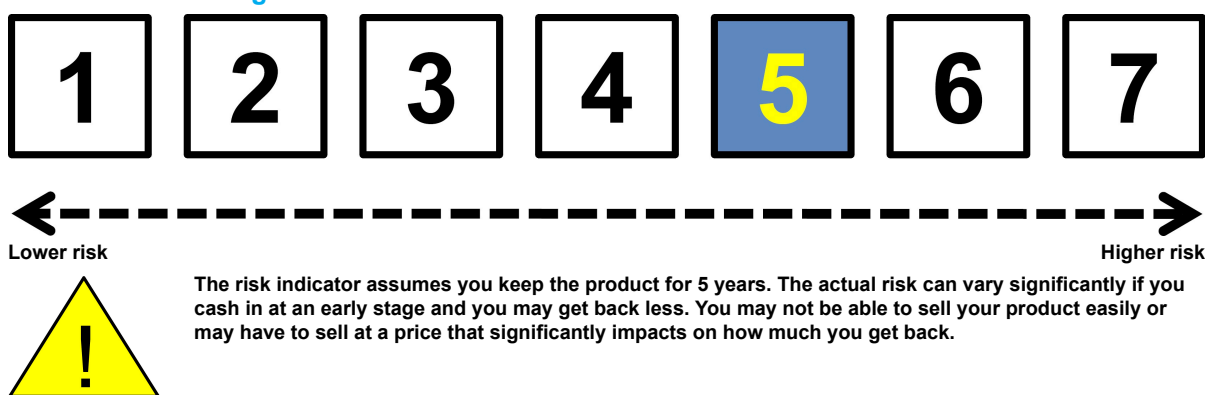 1 2 3 4 5 6 7
Lower risk Higher risk
The risk indicator assumes you keep the product for 5 years. The actual risk can vary significantly if you
cash in at an early stage and you may get back less. You may not be able to sell your product easily or
may have to sell at a price that significantly impacts on how much you get back.
!